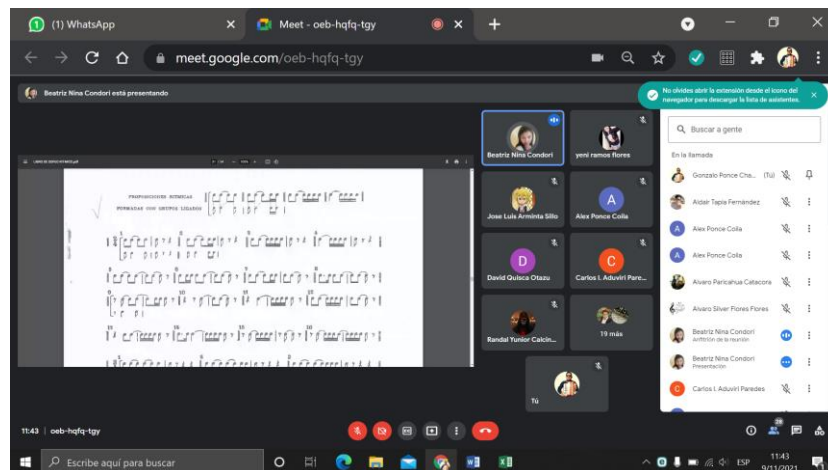 (1) WhatsApp
Meet - oeb-hqfq-tgy
meet.google.com/oeb-hqfq-tgy
Beatriz Nina Condori está presentando
No olvides abrir la extensión desde el icono del
navegador para descargar la lista de asistentes.
PROPOSICIONES RITMICAS
FORMADAS CON GRUPOS LIGADOS
Beatriz Nina Condori
yeni ramos flores
Jose Luis Arminta Sillo
Alex Ponce Coila
A
David Quisca Otazu
D
Carlos I. Aduviri Pare...
C
Randal Yunior Calcin...
19 más
Tú
Buscar a gente
En la llamada
Gonzalo Ponce Cha... (Tú)
Aldair Tapia Fernández
A
Alex Ponce Coila
A
Alex Ponce Coila
Alvaro Paricahua Catacora
Alvaro Silver Flores Flores
Beatriz Nina Condori
Anfitrión de la reunión
Beatriz Nina Condori
Presentación
C
Carlos I. Aduviri Paredes
11:43 | oeb-hqfq-tgy
28
Escribe aquí para buscar
ESP
11:43
9/11/2021